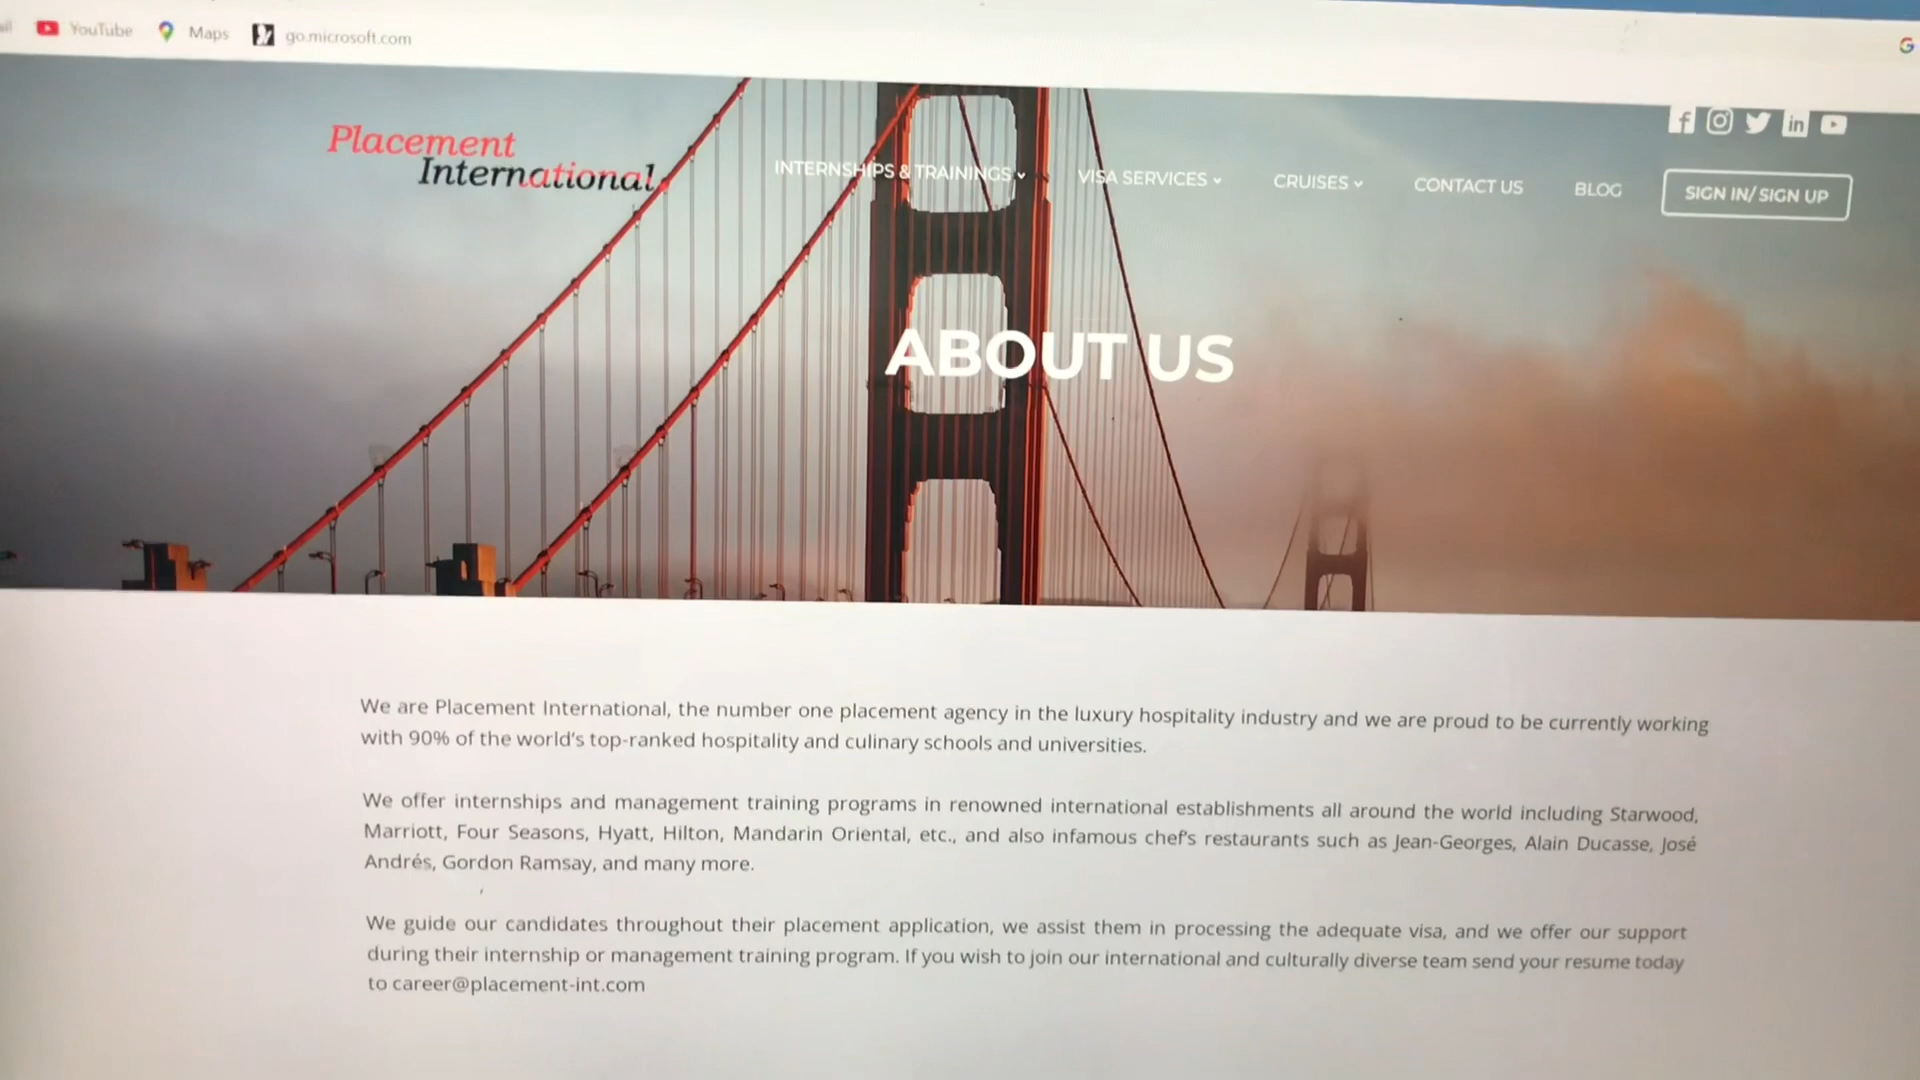 YouTube Maps go.microsoft.com
Placement
International
INTERNSHIPS & TRAININGS VISA SERVICES CRUISES CONTACT US BLOG SIGN IN/ SIGN UP
ABOUT US
We are Placement International, the number one placement agency in the luxury hospitality industry and we are proud to be currently working
with 90% of the world's top-ranked hospitality and culinary schools and universities.
We offer internships and management training programs in renowned international establishments all around the world including Starwood,
Marriott, Four Seasons, Hyatt, Hilton, Mandarin Oriental, etc., and also infamous chef's restaurants such as Jean-Georges, Alain Ducasse, José
Andrés, Gordon Ramsay, and many more.
We guide our candidates throughout their placement application, we assist them in processing the adequate visa, and we offer our support
during their internship or management training program. If you wish to join our international and culturally diverse team send your resume today
to career@placement-int.com